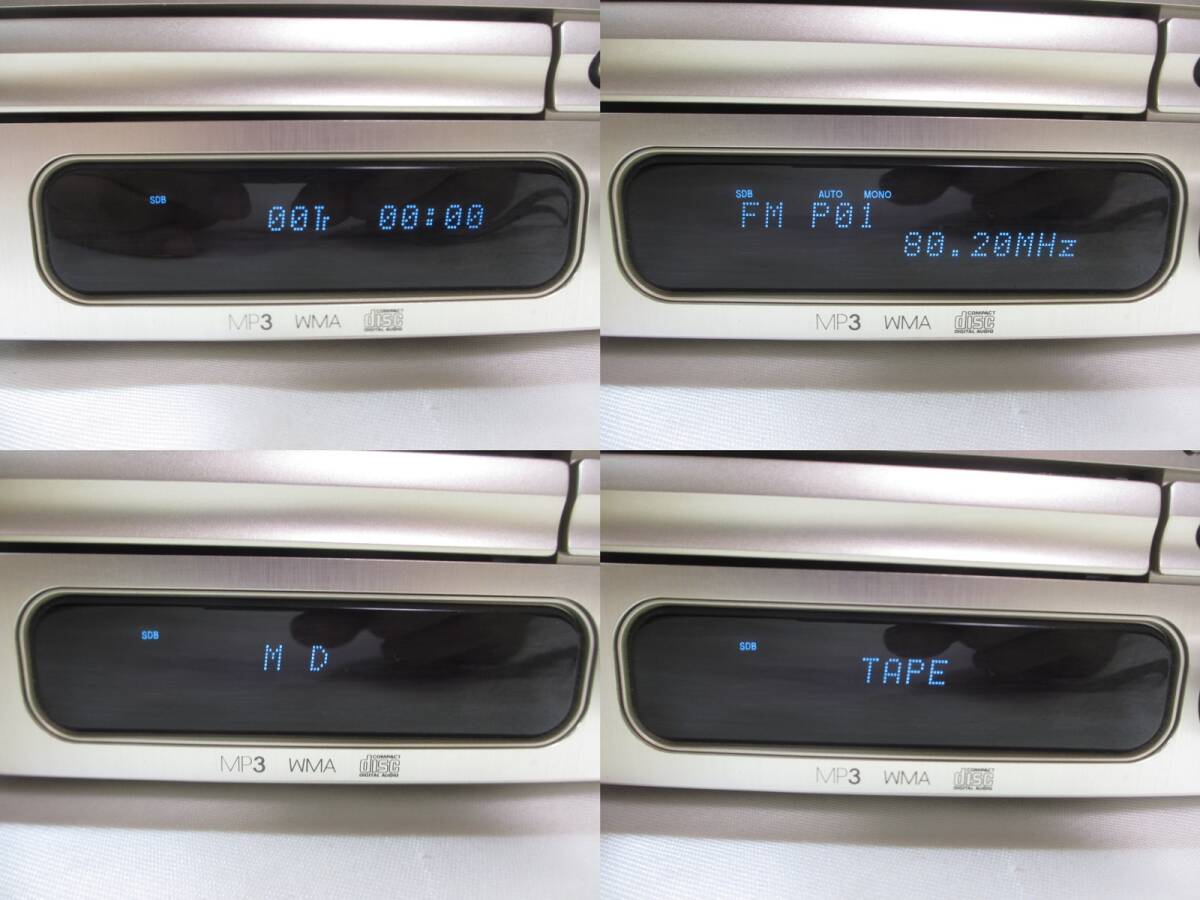 SDB
00Tr 00:00
MP3 WMA COMPACT disc DIGITAL AUDIO
SDB AUTO MONO
FM P01
80.20MHz
MP3 WMA COMPACT disc DIGITAL AUDIO
SDB
M D
MP3 WMA COMPACT disc DIGITAL AUDIO
SDB
TAPE
MP3 WMA COMPACT disc DIGITAL AUDIO